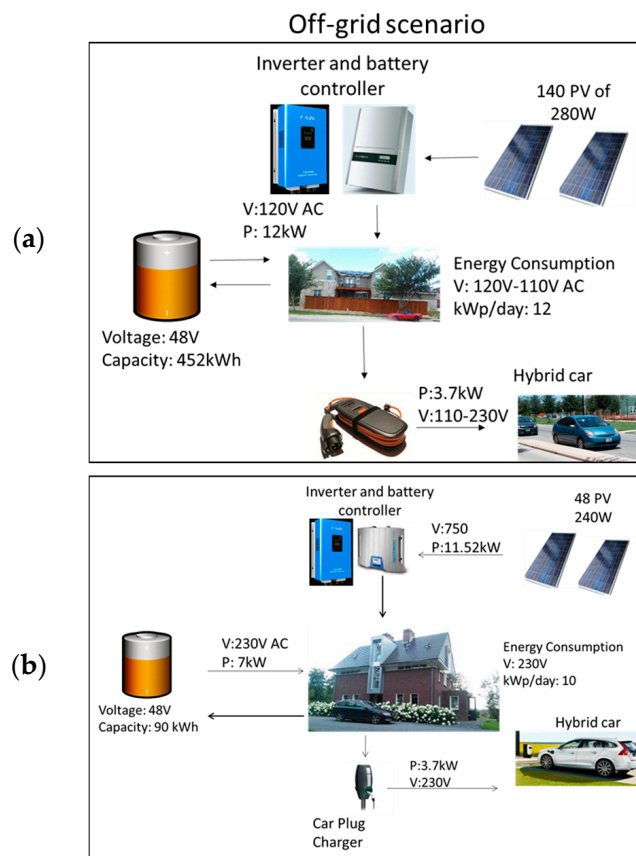 Off-grid scenario
(a)
Inverter and battery
controller
140 PV of
280W
V:120V AC
P: 12kW
Energy Consumption
V: 120V-110V AC
kWp/day: 12
Voltage: 48V
Capacity: 452kWh
P:3.7kW
V:110-230V
Hybrid car
(b)
Inverter and battery
controller
48 PV
240W
V:750
P:11.52kW
V:230V AC
P: 7kW
Energy Consumption
V: 230V
kWp/day: 10
Voltage: 48V
Capacity: 90 kWh
Hybrid car
P:3.7kW
V:230V
Car Plug
Charger